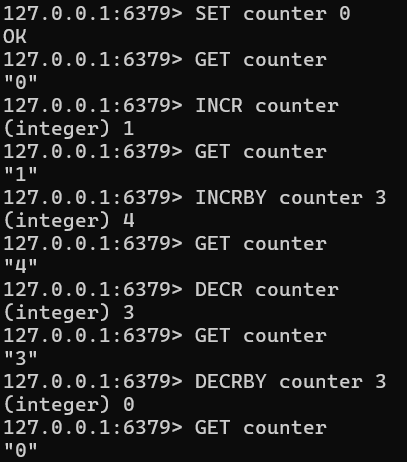 127.0.0.1:6379> SET counter 0
OK
127.0.0.1:6379> GET counter
"0"
127.0.0.1:6379> INCR counter
(integer) 1
127.0.0.1:6379> GET counter
"1"
127.0.0.1:6379> INCRBY counter 3
(integer) 4
127.0.0.1:6379> GET counter
"4"
127.0.0.1:6379> DECR counter
(integer) 3
127.0.0.1:6379> GET counter
"3"
127.0.0.1:6379> DECRBY counter 3
(integer) 0
127.0.0.1:6379> GET counter
"0"